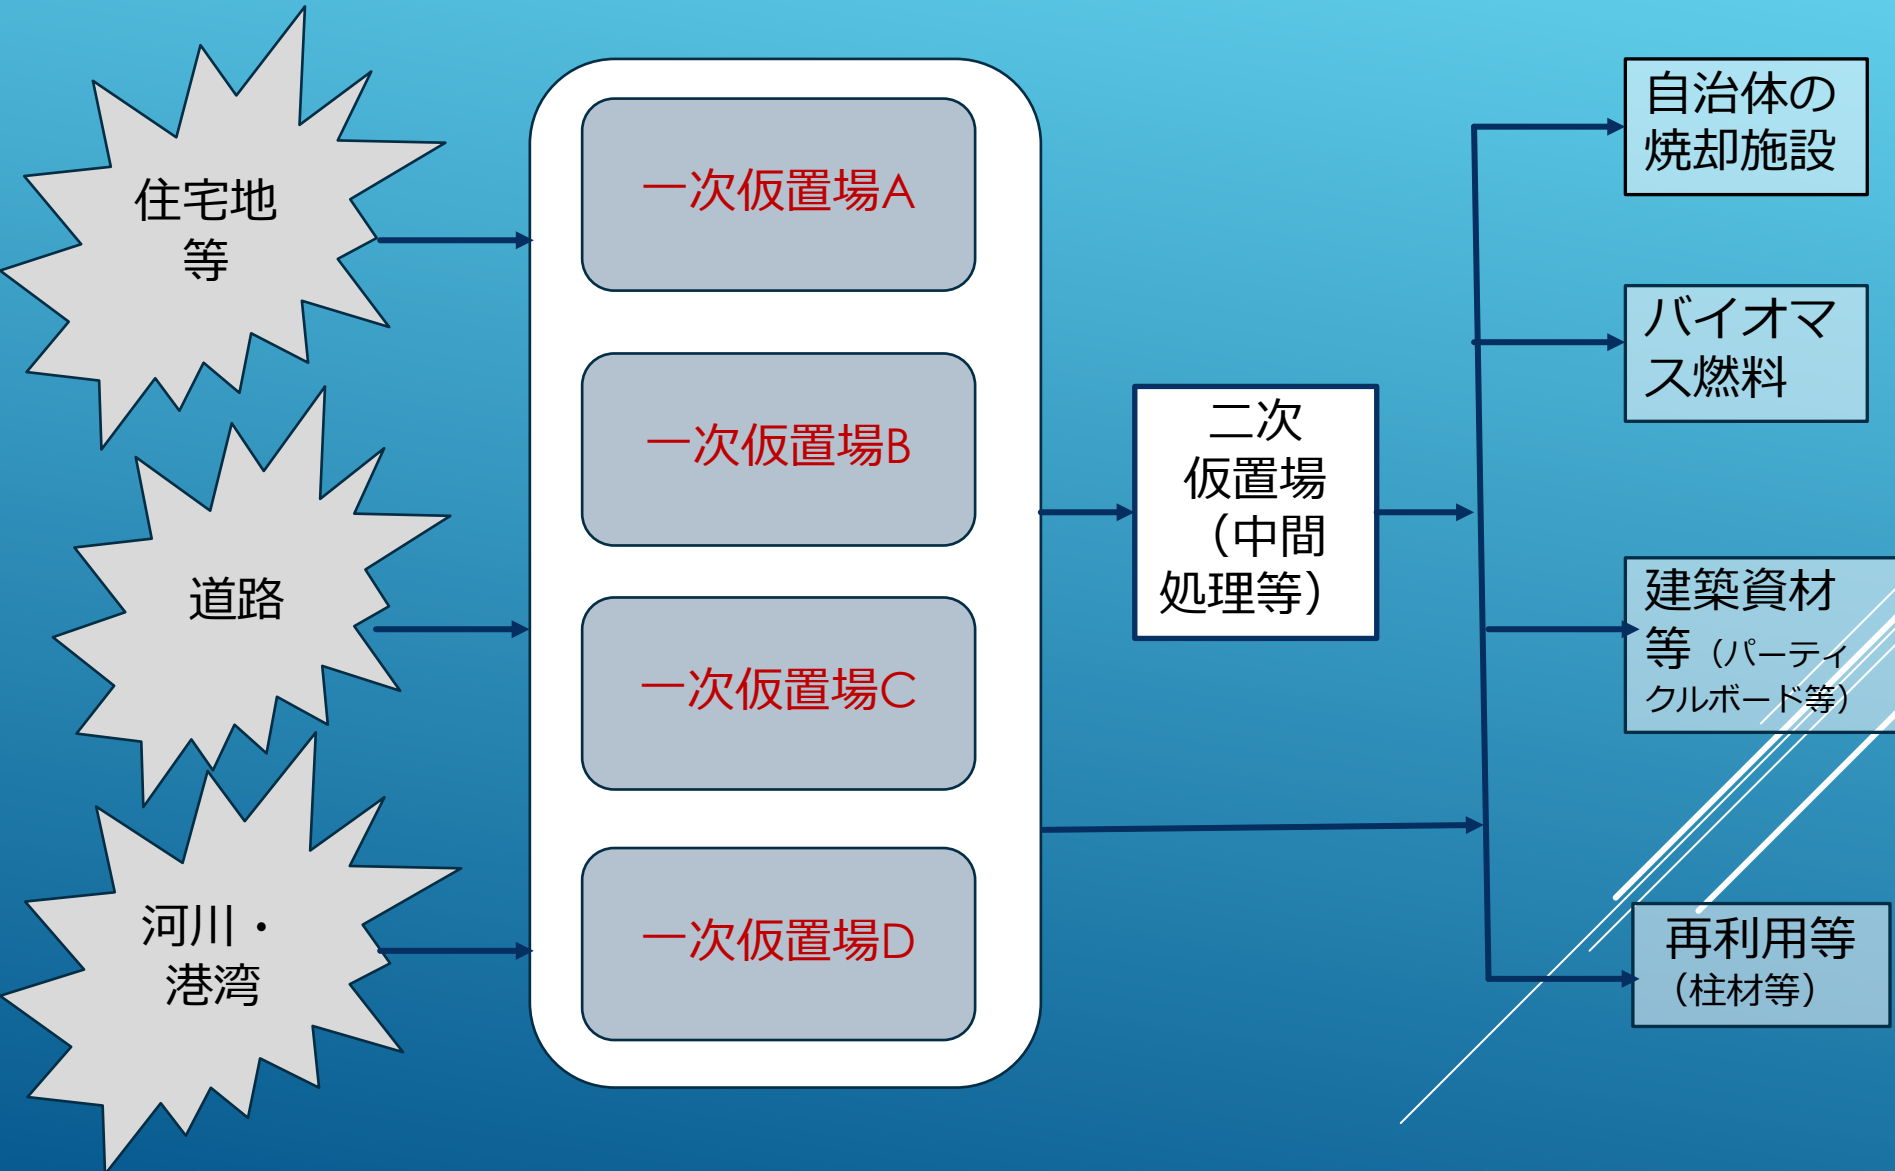 住宅地
等
道路
河川・
港湾
一次仮置場A
一次仮置場B
一次仮置場C
一次仮置場D
二次
仮置場
（中間
処理等）
自治体の
焼却施設
バイオマ
ス燃料
建築資材
等（パーティ
クルボード等）
再利用等
（柱材等）